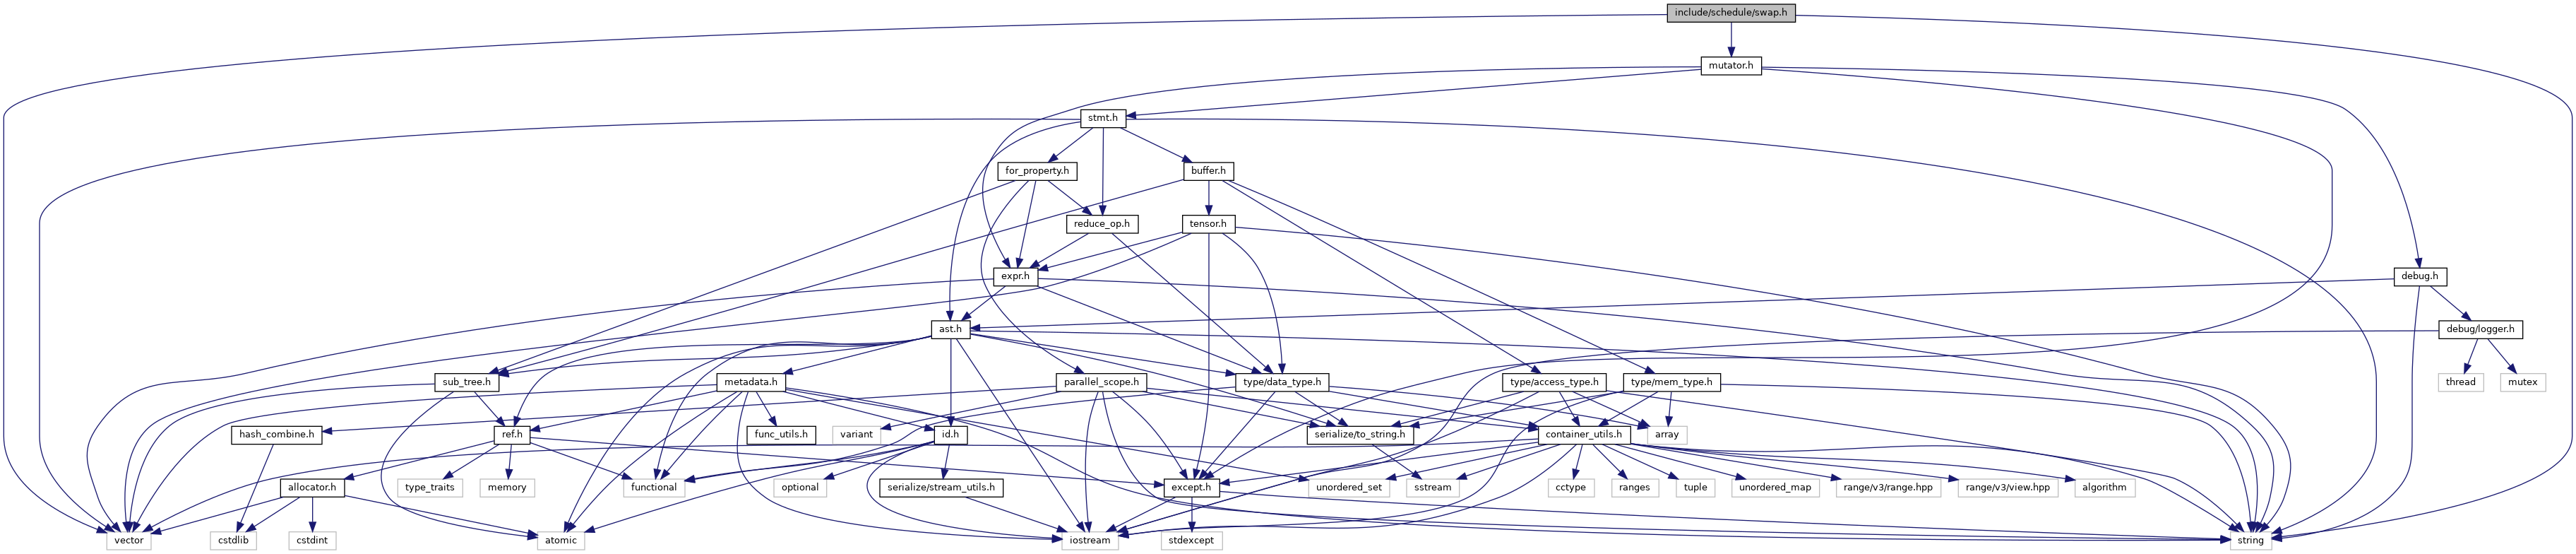 include/schedule/swap.h
mutator.h
stmt.h
for_property.h
buffer.h
reduce_op.h
tensor.h
expr.h
debug.h
ast.h
debug/logger.h
sub_tree.h
metadata.h
parallel_scope.h
type/data_type.h
type/access_type.h
type/mem_type.h
thread
mutex
hash_combine.h
ref.h
func_utils.h
variant
id.h
serialize/to_string.h
container_utils.h
array
allocator.h
type_traits
memory
functional
optional
serialize/stream_utils.h
except.h
unordered_set
sstream
cctype
ranges
tuple
unordered_map
range/v3/range.hpp
range/v3/view.hpp
algorithm
vector
cstdlib
cstdint
atomic
iostream
stdexcept
string